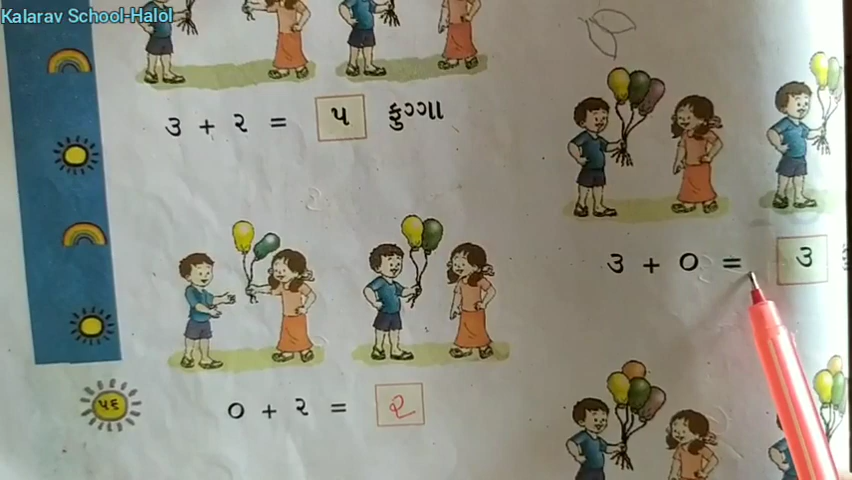 Kalarav School-Halol
૩ + ૨ = ૫ ફુગ્ગા
૩ + ૦ = ૩
૦ + ૨ = ૨
૫૬